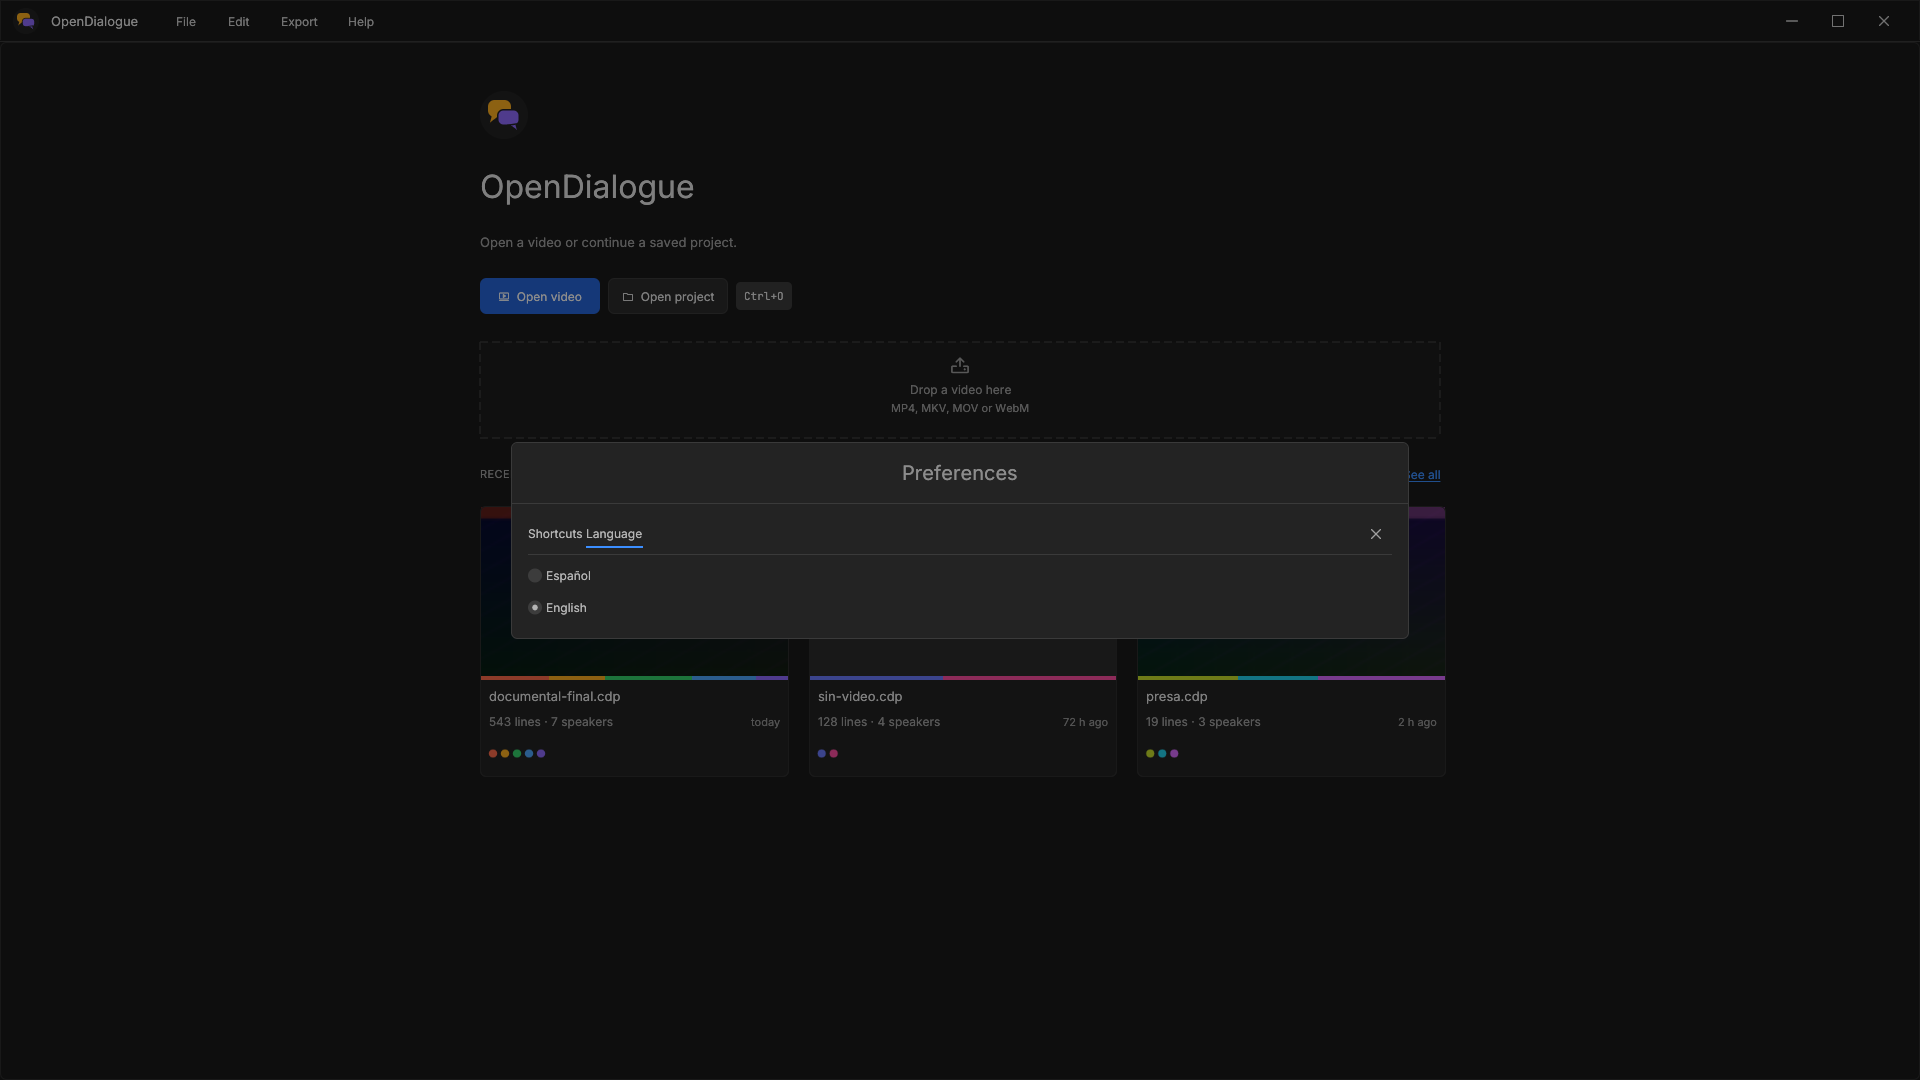 OpenDialogue File Edit Export Help
OpenDialogue
Open a video or continue a saved project.
Open video Open project Ctrl+O
Drop a video here
MP4, MKV, MOV or WebM
RECE See all
Preferences
Shortcuts Language
Español
English
documental-final.cdp
543 lines · 7 speakers today
sin-video.cdp
128 lines · 4 speakers 72 h ago
presa.cdp
19 lines · 3 speakers 2 h ago